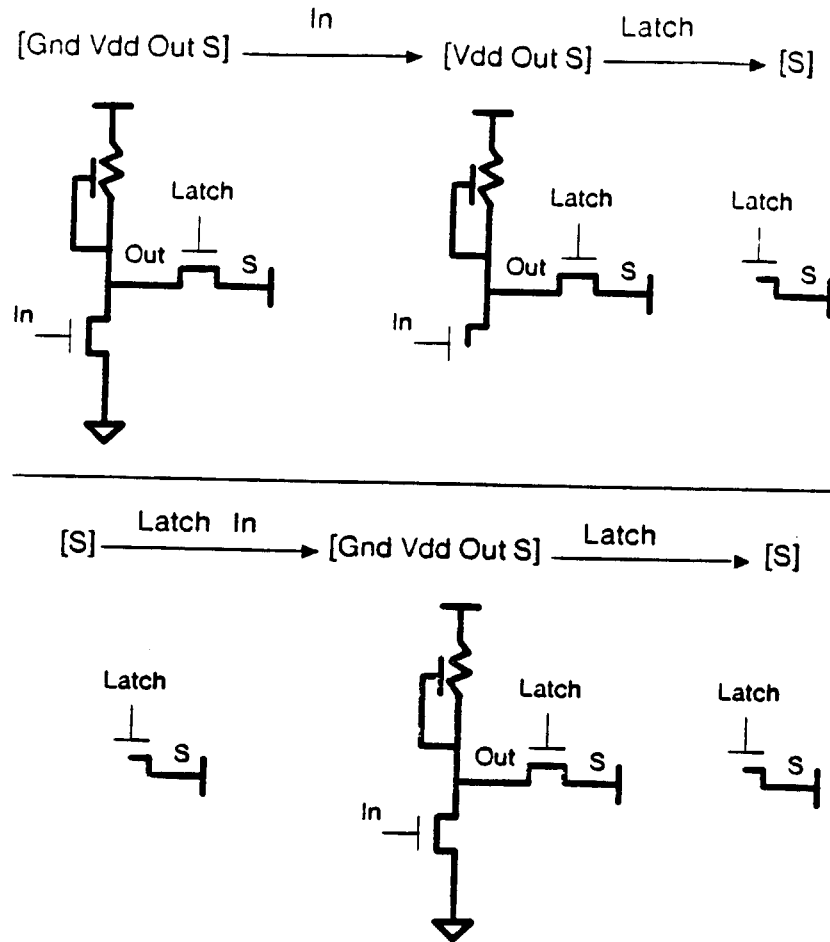 In Latch
[Gnd Vdd Out S] [Vdd Out S] [S]
Latch Latch Latch
Out S Out S S
In In
Latch In Latch
[S] [Gnd Vdd Out S] [S]
Latch Latch Latch
S Out S S
In